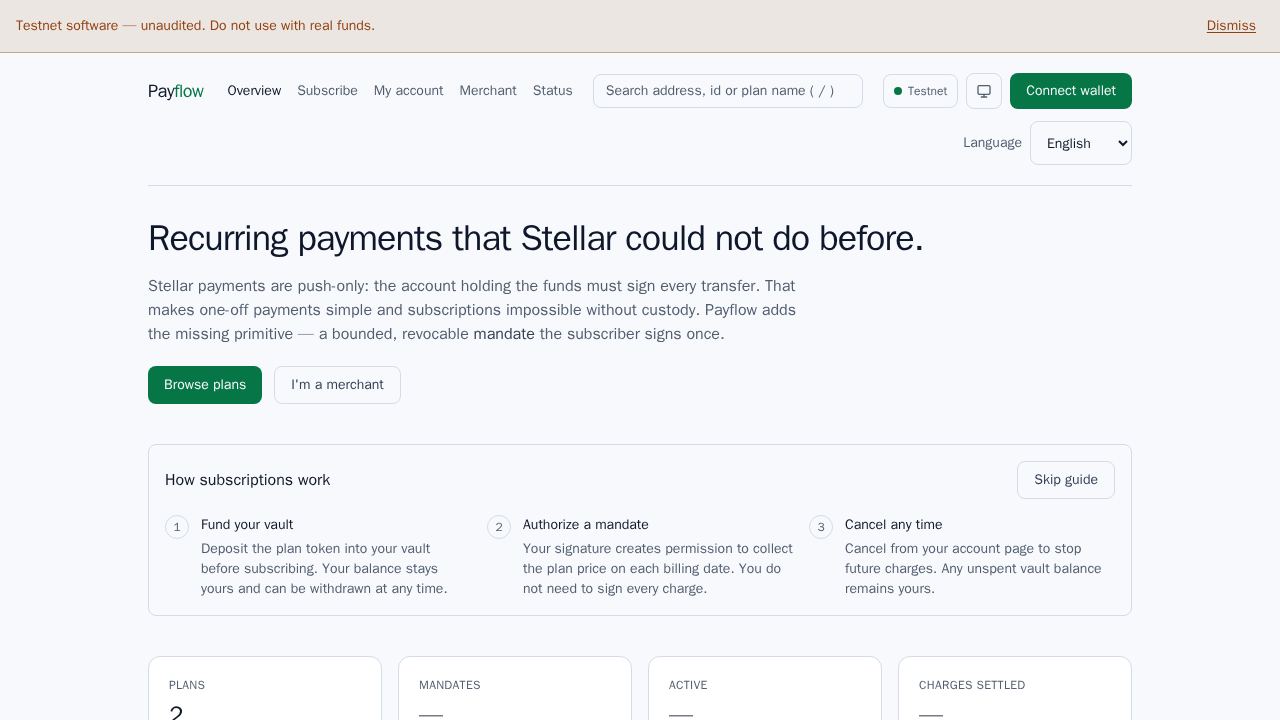 Testnet software — unaudited. Do not use with real funds.
Dismiss
Payflow
Overview
Subscribe
My account
Merchant
Status
Search address, id or plan name ( / )
Testnet
Connect wallet
Language
English
Recurring payments that Stellar could not do before.
Stellar payments are push-only: the account holding the funds must sign every transfer. That
makes one-off payments simple and subscriptions impossible without custody. Payflow adds
the missing primitive — a bounded, revocable mandate the subscriber signs once.
Browse plans
I'm a merchant
How subscriptions work
Skip guide
1
Fund your vault
Deposit the plan token into your vault
before subscribing. Your balance stays
yours and can be withdrawn at any time.
2
Authorize a mandate
Your signature creates permission to collect
the plan price on each billing date. You do
not need to sign every charge.
3
Cancel any time
Cancel from your account page to stop
future charges. Any unspent vault balance
remains yours.
PLANS
2
MANDATES
—
ACTIVE
—
CHARGES SETTLED
—